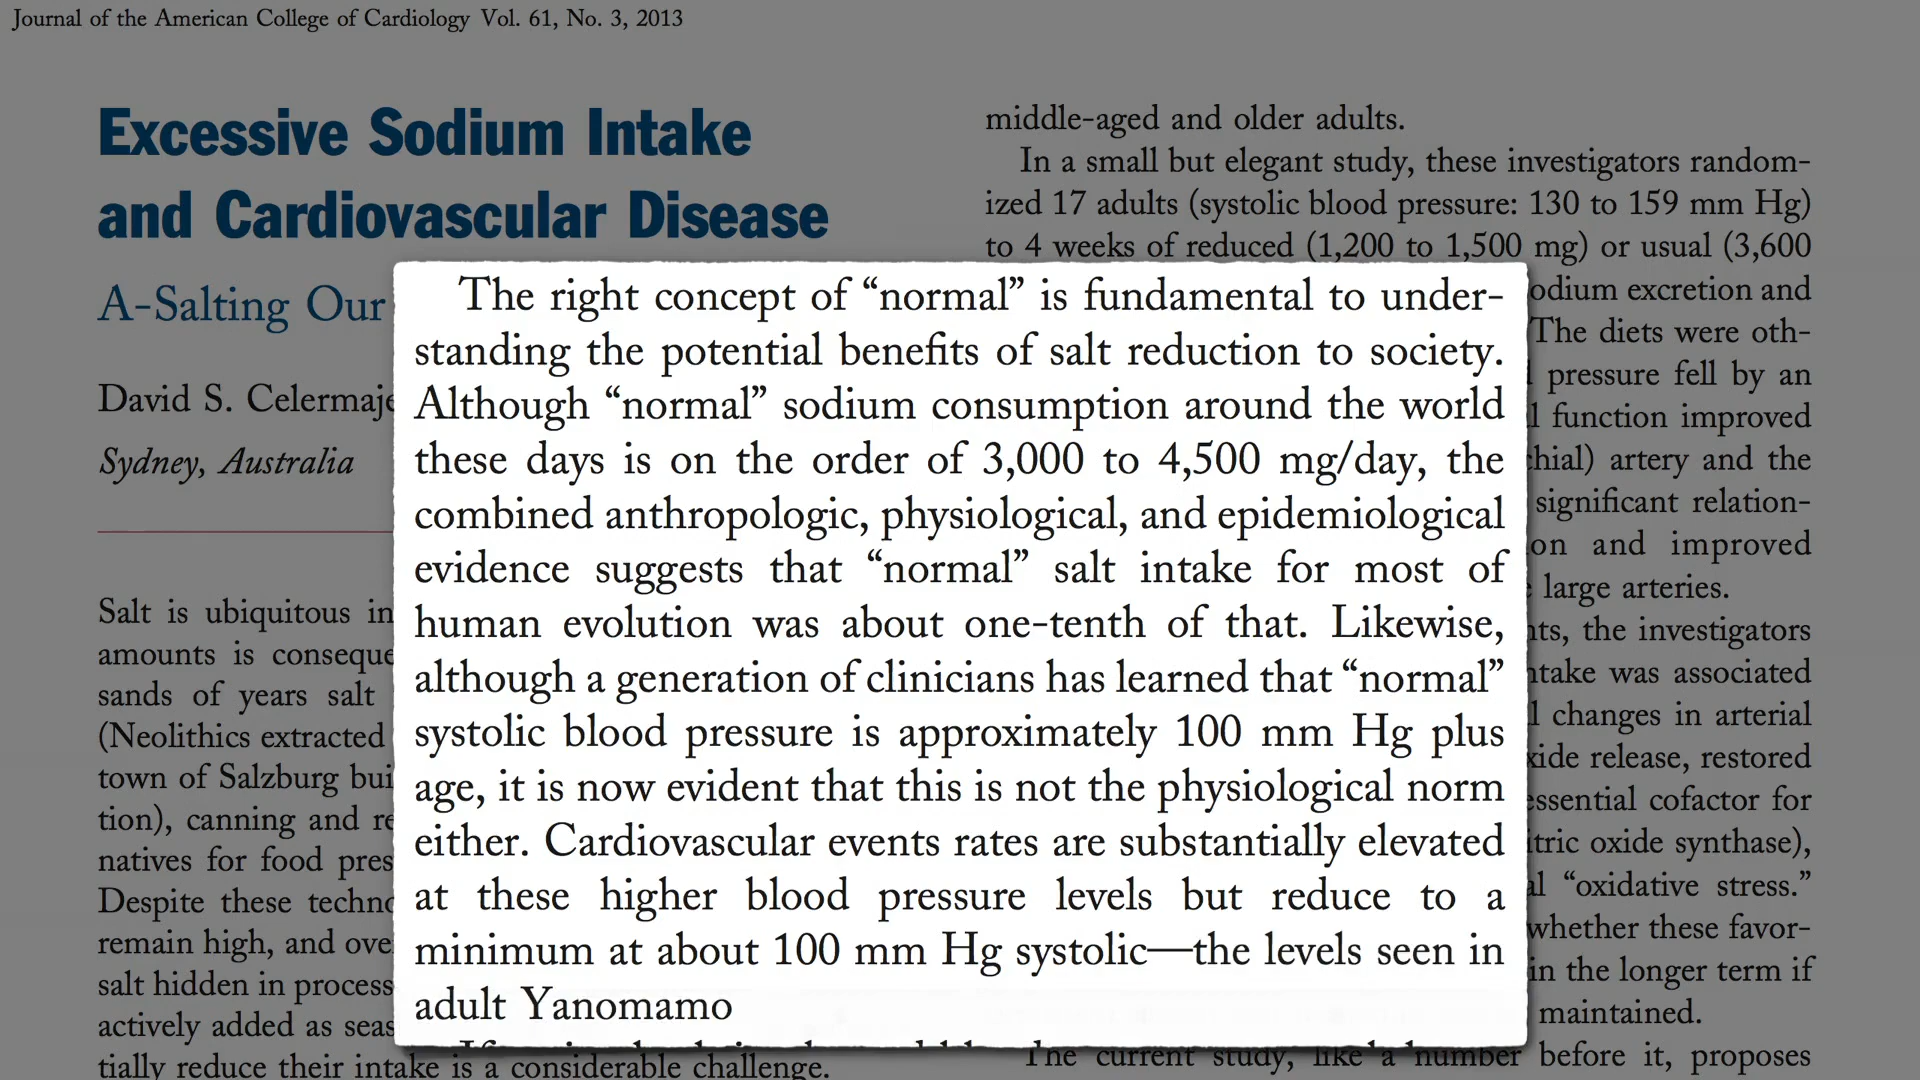 Journal of the American College of Cardiology Vol. 61, No. 3, 2013
Excessive Sodium Intake
and Cardiovascular Disease
A-Salting Our
David S. Celermaje
Sydney, Australia
Salt is ubiquitous in
amounts is conseque
sands of years salt
(Neolithics extracted
town of Salzburg bui
tion), canning and re
natives for food pres
Despite these techno
remain high, and ove
salt hidden in process
actively added as seas
tially reduce their intake is a considerable challenge.
The right concept of “normal” is fundamental to under-
standing the potential benefits of salt reduction to society.
Although “normal” sodium consumption around the world
these days is on the order of 3,000 to 4,500 mg/day, the
combined anthropologic, physiological, and epidemiological
evidence suggests that “normal” salt intake for most of
human evolution was about one-tenth of that. Likewise,
although a generation of clinicians has learned that “normal”
systolic blood pressure is approximately 100 mm Hg plus
age, it is now evident that this is not the physiological norm
either. Cardiovascular events rates are substantially elevated
at these higher blood pressure levels but reduce to a
minimum at about 100 mm Hg systolic—the levels seen in
adult Yanomamo
middle-aged and older adults.
In a small but elegant study, these investigators random-
ized 17 adults (systolic blood pressure: 130 to 159 mm Hg)
to 4 weeks of reduced (1,200 to 1,500 mg) or usual (3,600
odium excretion and
The diets were oth-
pressure fell by an
l function improved
chial) artery and the
significant relation-
on and improved
large arteries.
nts, the investigators
ntake was associated
l changes in arterial
xide release, restored
essential cofactor for
itric oxide synthase),
al “oxidative stress.”
whether these favor-
in the longer term if
maintained.
The current study, like a number before it, proposes